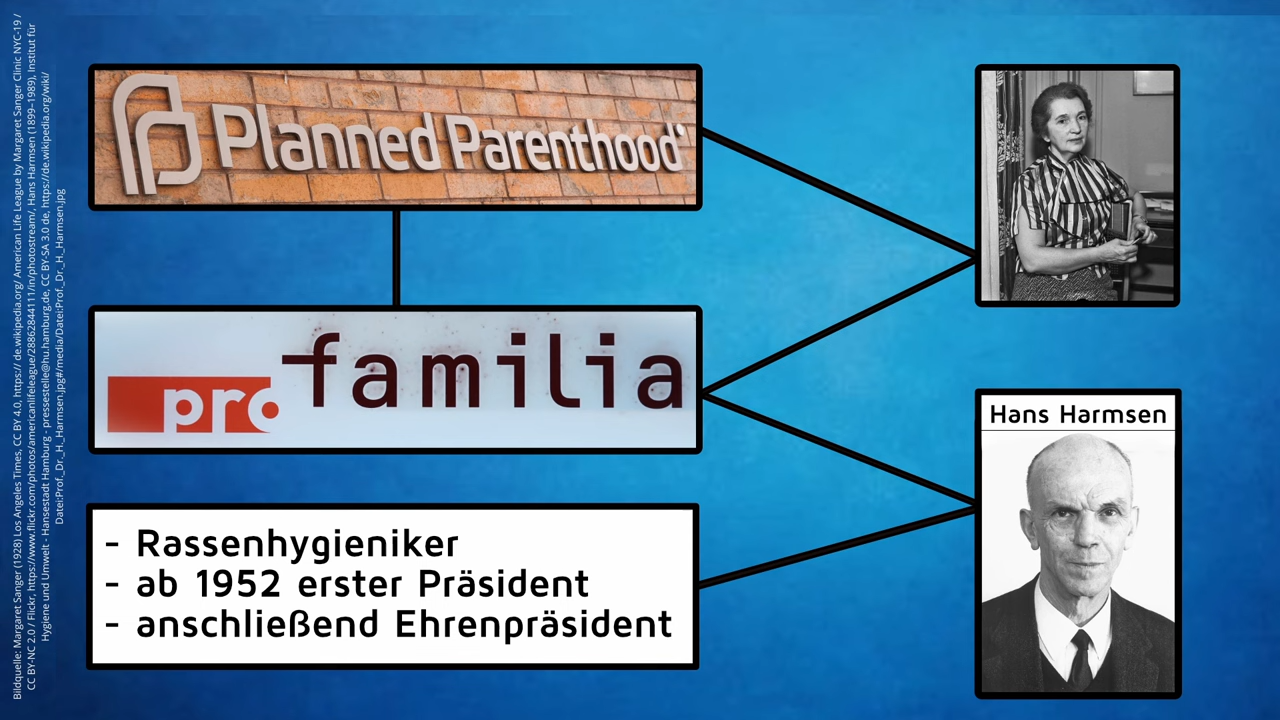 Planned Parenthood
pro familia
Hans Harmsen
- Rassenhygieniker
- ab 1952 erster Präsident
- anschließend Ehrenpräsident
Bildquelle: Margaret Sanger (1928) Los Angeles Times, CC BY 4.0, https:// de.wikipedia.org/ American Life League by Margaret Sanger Clinic NYC-19 /
CC BY-NC 2.0 / Flickr, https://www.flickr.com/photos/americanlifeleague/28862844111/in/photostream/, Hans Harmsen (1899–1989), Institut für
Hygiene und Umwelt - Hansestadt Hamburg - pressestelle@hu.hamburg.de, CC BY-SA 3.0 de, https://de.wikipedia.org/wiki/
Datei:Prof._Dr._H._Harmsen.jpg#/media/Datei:Prof._Dr._H._Harmsen.jpg